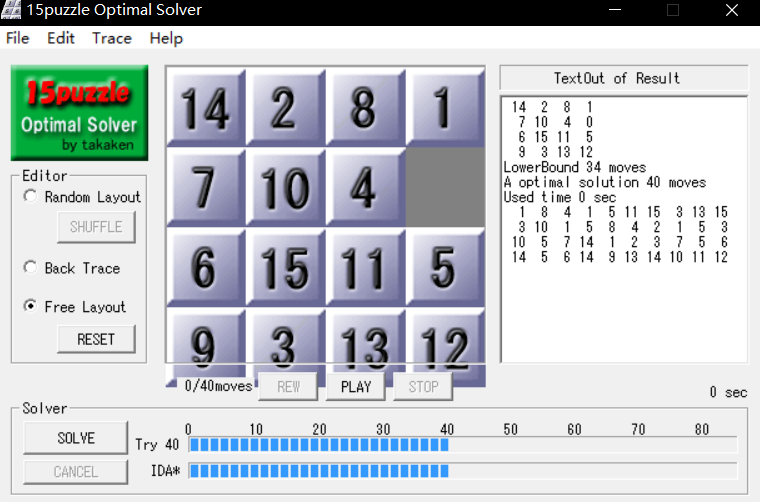 15puzzle Optimal Solver
File Edit Trace Help
15puzzle
Optimal Solver
by takaken
Editor
Random Layout
SHUFFLE
Back Trace
Free Layout
RESET
14 2 8 1
7 10 4
6 15 11 5
9 3 13 12
0/40moves REW PLAY STOP
TextOut of Result
14 2 8 1
7 10 4 0
6 15 11 5
9 3 13 12
LowerBound 34 moves
A optimal solution 40 moves
Used time 0 sec
1 8 4 1 5 11 15 3 13 15
3 10 1 5 8 4 2 1 5 3
10 5 7 14 1 2 3 7 5 6
14 5 6 14 9 13 14 10 11 12
0 sec
Solver
SOLVE
CANCEL
0 10 20 30 40 50 60 70 80
Try 40
IDA*